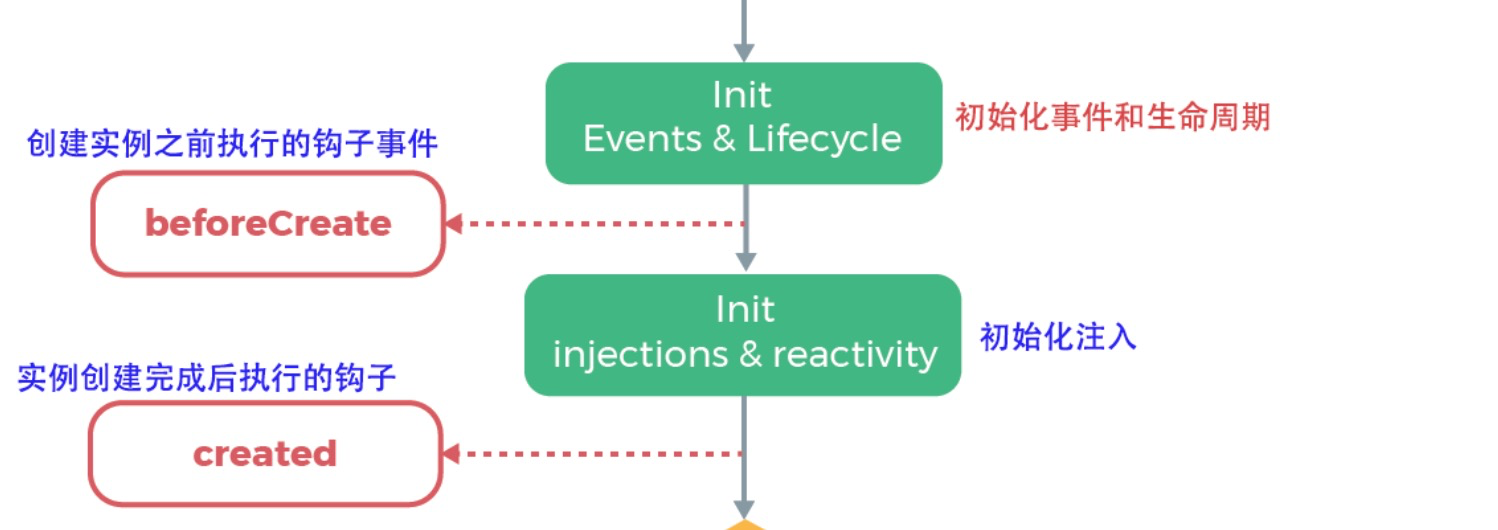 Init
Events & Lifecycle
初始化事件和生命周期
创建实例之前执行的钩子事件
beforeCreate
Init
injections & reactivity
初始化注入
实例创建完成后执行的钩子
created